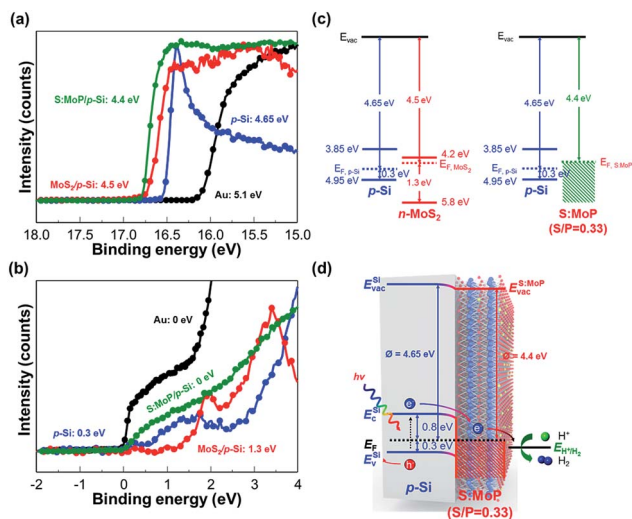 (a)
S:MoP/p-Si: 4.4 eV
p-Si: 4.65 eV
MoS2/p-Si: 4.5 eV
Au: 5.1 eV
Intensity (counts)
18.0 17.5 17.0 16.5 16.0 15.5 15.0
Binding energy (eV)
(b)
Au: 0 eV
S:MoP/p-Si: 0 eV
p-Si: 0.3 eV
MoS2/p-Si: 1.3 eV
Intensity (counts)
-2 -1 0 1 2 3 4
Binding energy (eV)
(c)
Evac
4.65 eV
4.5 eV
3.85 eV
4.2 eV
EF, p-Si
EF, MoS2
0.3 eV
4.95 eV
1.3 eV
p-Si
5.8 eV
n-MoS2
Evac
4.65 eV
4.4 eV
3.85 eV
EF, p-Si
EF, S:MoP
0.3 eV
4.95 eV
p-Si
S:MoP
(S/P=0.33)
(d)
Evac Si
Evac S:MoP
Ø = 4.65 eV
Ø = 4.4 eV
hν
e-
Ec Si
0.8 eV
e-
H+
EF
0.3 eV
EH+/H2
Ev Si
h+
H2
p-Si
S:MoP
(S/P=0.33)